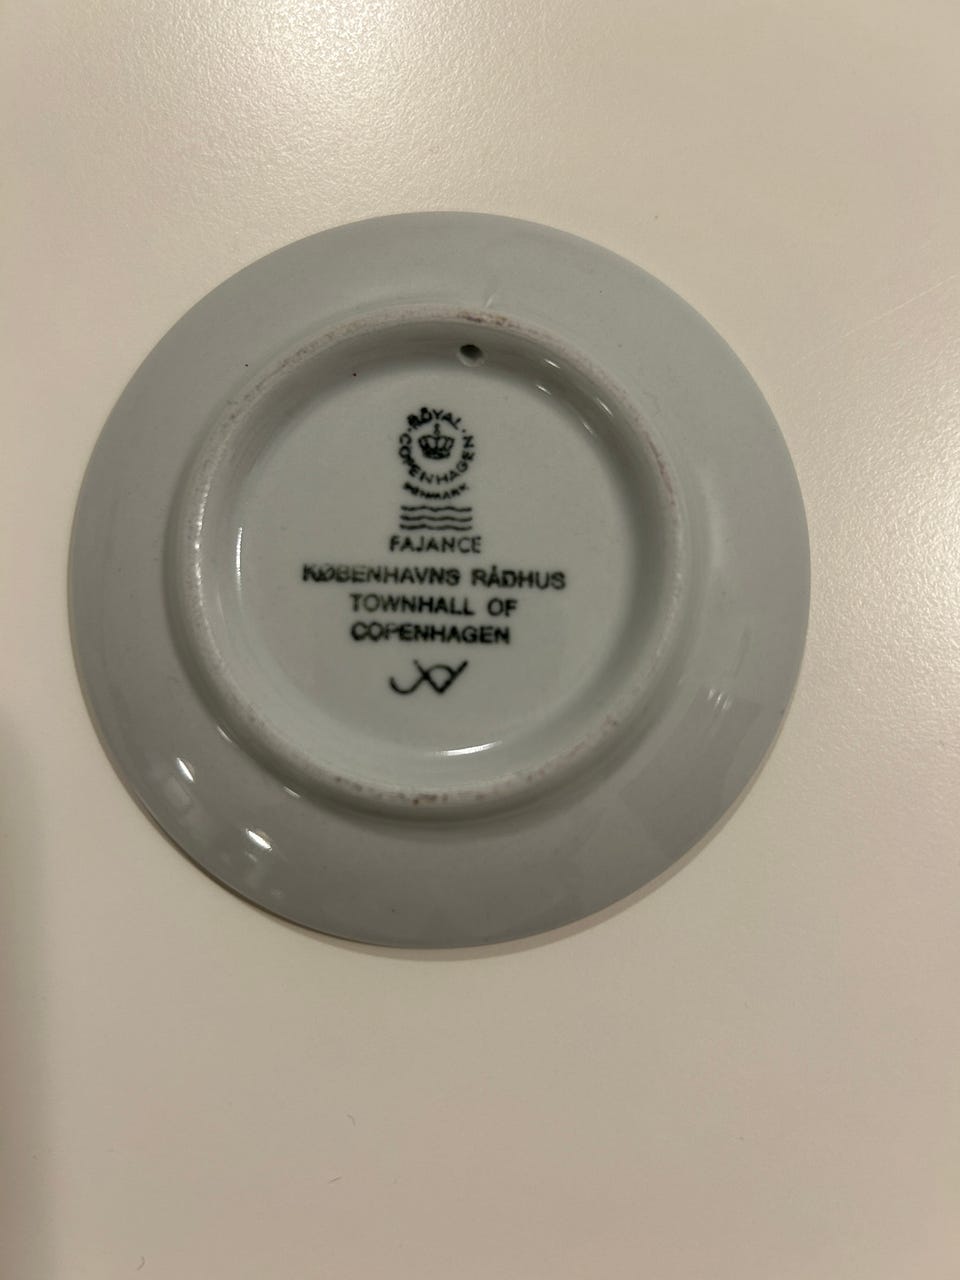 ROYAL COPENHAGEN
DENMARK
FAJANCE
KØBENHAVNS RÅDHUS
TOWNHALL OF
COPENHAGEN